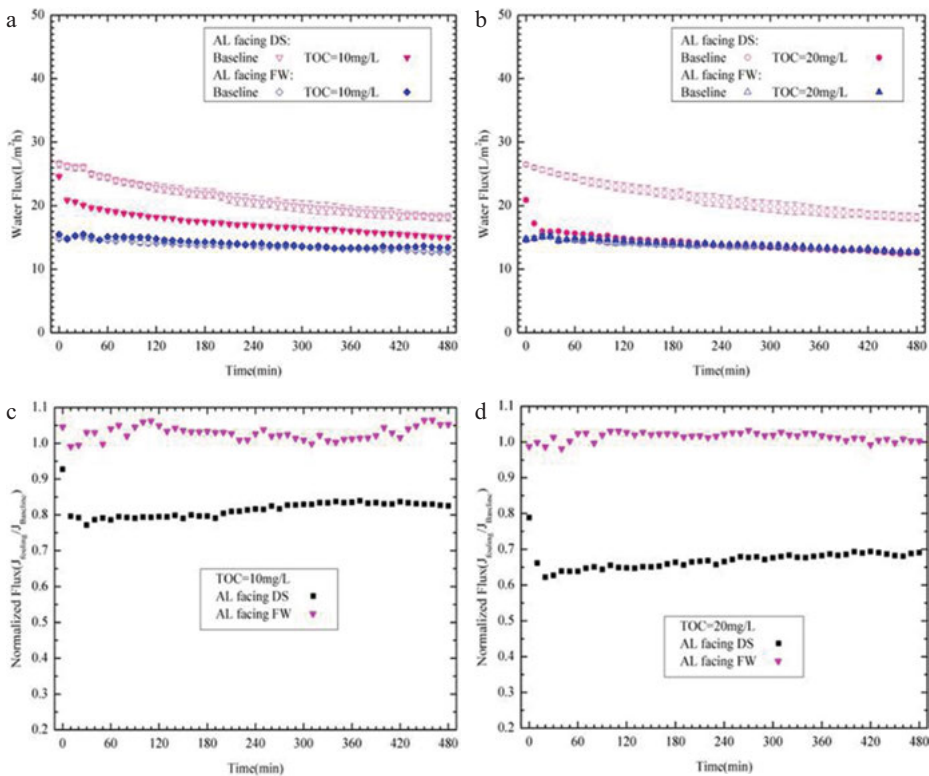 a
50
40
30
20
10
0
Water Flux(L/m²h)
AL facing DS:
Baseline TOC=10mg/L
AL facing FW:
Baseline TOC=10mg/L
0 60 120 180 240 300 360 420 480
Time(min)
b
50
40
30
20
10
0
Water Flux(L/m²h)
AL facing DS:
Baseline TOC=20mg/L
AL facing FW:
Baseline TOC=20mg/L
0 60 120 180 240 300 360 420 480
Time(min)
c
1.1
1.0
0.9
0.8
0.7
0.6
0.5
0.4
0.3
0.2
Normalized Flux(J_fouling/J_Baseline)
TOC=10mg/L
AL facing DS
AL facing FW
0 60 120 180 240 300 360 420 480
Time(min)
d
1.1
1.0
0.9
0.8
0.7
0.6
0.5
0.4
0.3
0.2
Normalized Flux(J_fouling/J_Baseline)
TOC=20mg/L
AL facing DS
AL facing FW
0 60 120 180 240 300 360 420 480
Time(min)